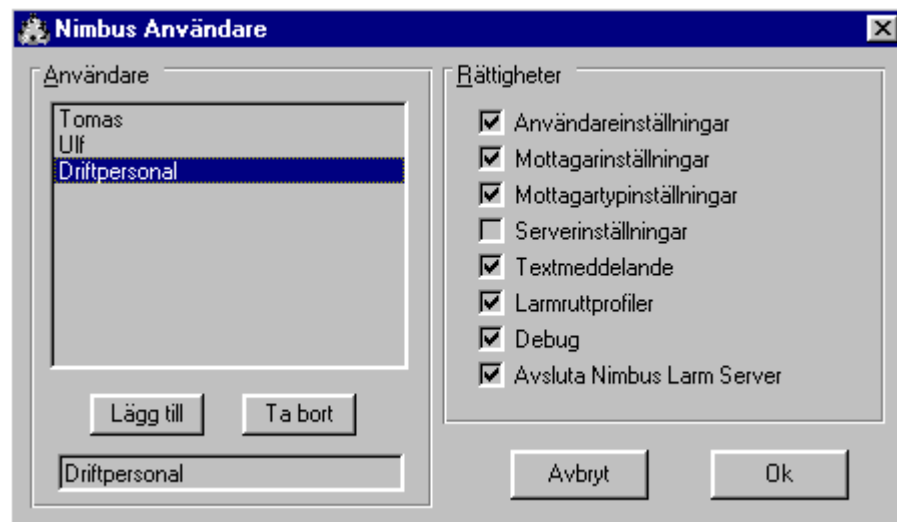 Nimbus Användare
Användare
Tomas
Ulf
Driftpersonal
Lägg till
Ta bort
Driftpersonal
Rättigheter
Användareinställningar
Mottagarinställningar
Mottagartypinställningar
Serverinställningar
Textmeddelande
Larmruttprofiler
Debug
Avsluta Nimbus Larm Server
Avbryt
Ok